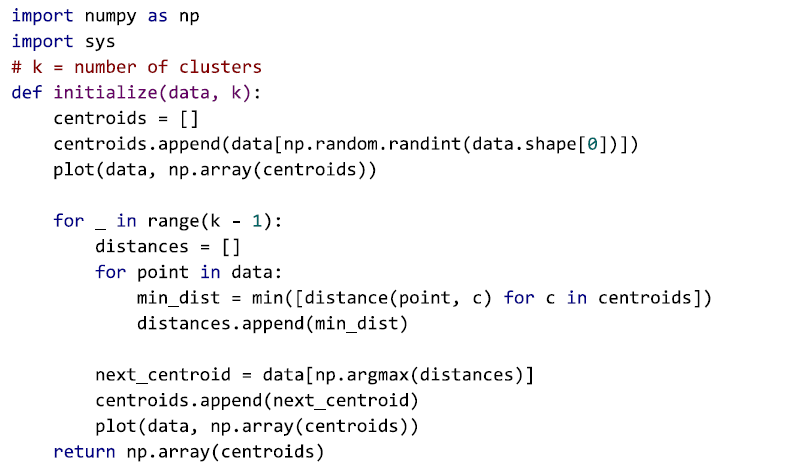 import numpy as np
import sys
# k = number of clusters
def initialize(data, k):
    centroids = []
    centroids.append(data[np.random.randint(data.shape[0])])
    plot(data, np.array(centroids))

    for _ in range(k - 1):
        distances = []
        for point in data:
            min_dist = min([distance(point, c) for c in centroids])
            distances.append(min_dist)

        next_centroid = data[np.argmax(distances)]
        centroids.append(next_centroid)
        plot(data, np.array(centroids))
    return np.array(centroids)